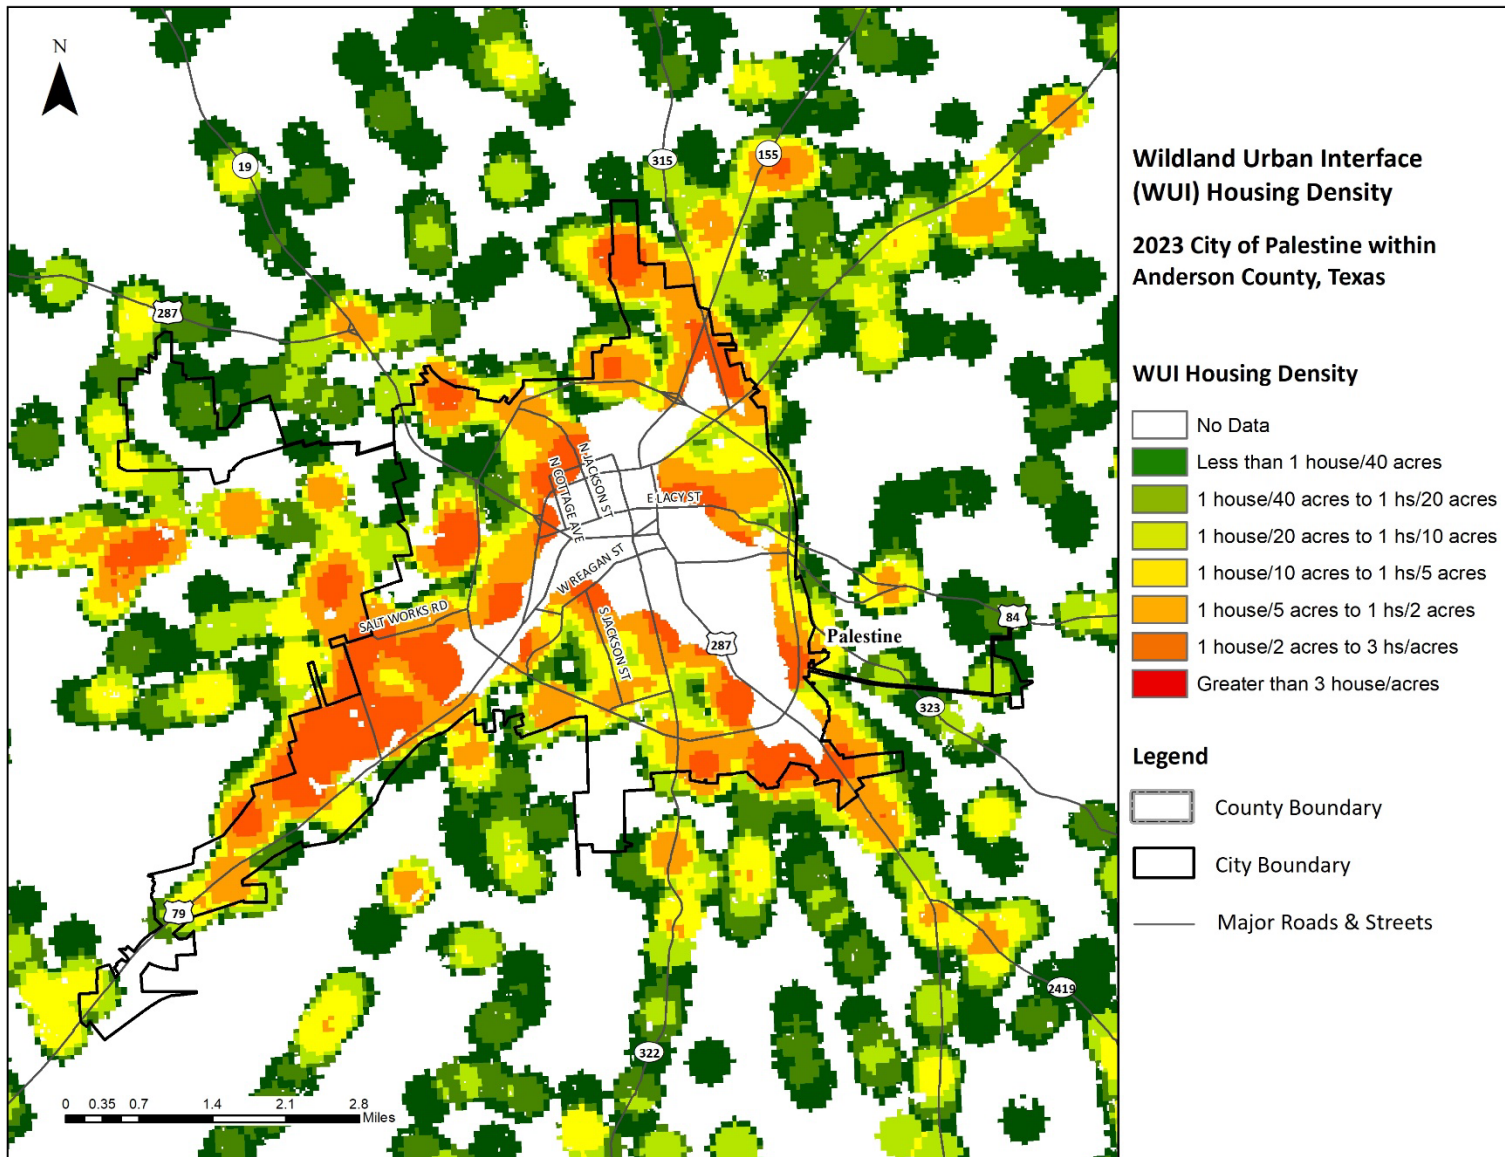 N
19
315
155
287
N JACKSON ST
N COTTAGE AVE
E LACY ST
W REAGAN ST
SALT WORKS RD
S JACKSON ST
287
Palestine
84
323
79
2419
322
0 0.35 0.7 1.4 2.1 2.8
Miles
Wildland Urban Interface
(WUI) Housing Density
2023 City of Palestine within
Anderson County, Texas
WUI Housing Density
No Data
Less than 1 house/40 acres
1 house/40 acres to 1 hs/20 acres
1 house/20 acres to 1 hs/10 acres
1 house/10 acres to 1 hs/5 acres
1 house/5 acres to 1 hs/2 acres
1 house/2 acres to 3 hs/acres
Greater than 3 house/acres
Legend
County Boundary
City Boundary
Major Roads & Streets